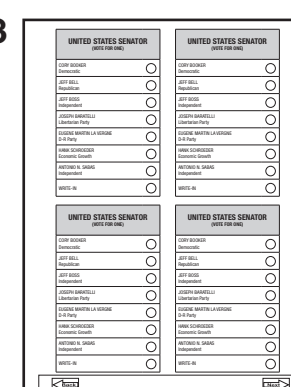 3
UNITED STATES SENATOR
(VOTE FOR ONE)
CORY BOOKER
Democratic
JEFF BELL
Republican
JEFF BOSS
Independent
JOSEPH BARATELLI
Libertarian Party
EUGENE MARTIN LA VERGNE
D-R Party
HANK SCHROEDER
Economic Growth
ANTONIO N. SABAS
Independent
WRITE-IN
UNITED STATES SENATOR
(VOTE FOR ONE)
CORY BOOKER
Democratic
JEFF BELL
Republican
JEFF BOSS
Independent
JOSEPH BARATELLI
Libertarian Party
EUGENE MARTIN LA VERGNE
D-R Party
HANK SCHROEDER
Economic Growth
ANTONIO N. SABAS
Independent
WRITE-IN
UNITED STATES SENATOR
(VOTE FOR ONE)
CORY BOOKER
Democratic
JEFF BELL
Republican
JEFF BOSS
Independent
JOSEPH BARATELLI
Libertarian Party
EUGENE MARTIN LA VERGNE
D-R Party
HANK SCHROEDER
Economic Growth
ANTONIO N. SABAS
Independent
WRITE-IN
UNITED STATES SENATOR
(VOTE FOR ONE)
CORY BOOKER
Democratic
JEFF BELL
Republican
JEFF BOSS
Independent
JOSEPH BARATELLI
Libertarian Party
EUGENE MARTIN LA VERGNE
D-R Party
HANK SCHROEDER
Economic Growth
ANTONIO N. SABAS
Independent
WRITE-IN
Back
Next